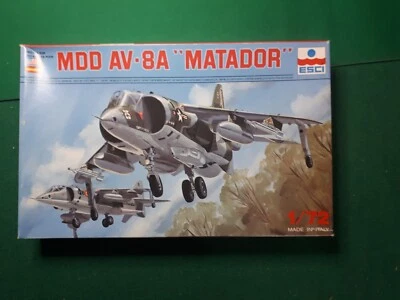 MDD AV-8A "MATADOR"
ESCI
1/72
MADE IN ITALY